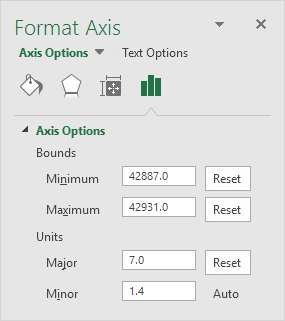 Format Axis
Axis Options Text Options
Axis Options
Bounds
Minimum 42887.0 Reset
Maximum 42931.0 Reset
Units
Major 7.0 Reset
Minor 1.4 Auto